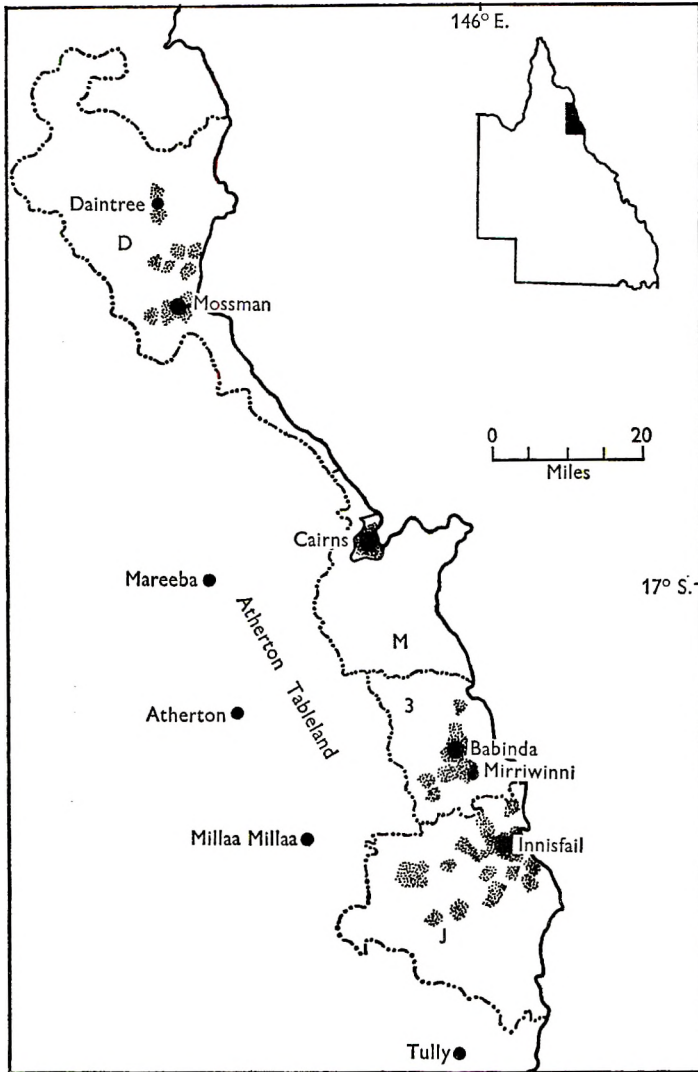 146° E.
Daintree
D
Mossman
0 20
Miles
Cairns
Mareeba
17° S.
Atherton Tableland
M
3
Atherton
Babinda
Mirriwinni
Millaa Millaa
Innisfail
J
Tully